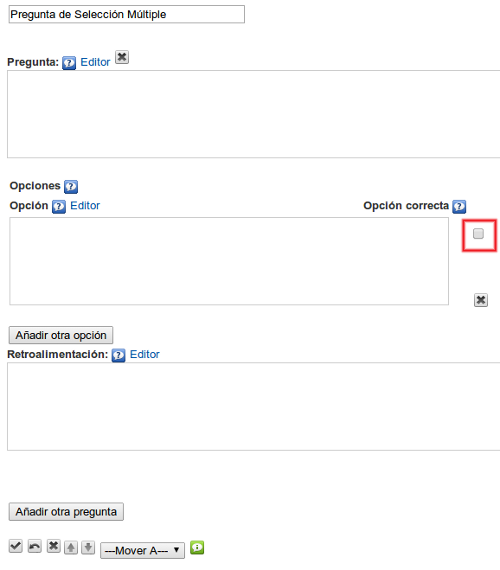 Pregunta de Selección Múltiple
Pregunta: ? Editor
Opciones ?
Opción ? Editor Opción correcta ?
Añadir otra opción
Retroalimentación: ? Editor
Añadir otra pregunta
---Mover A---